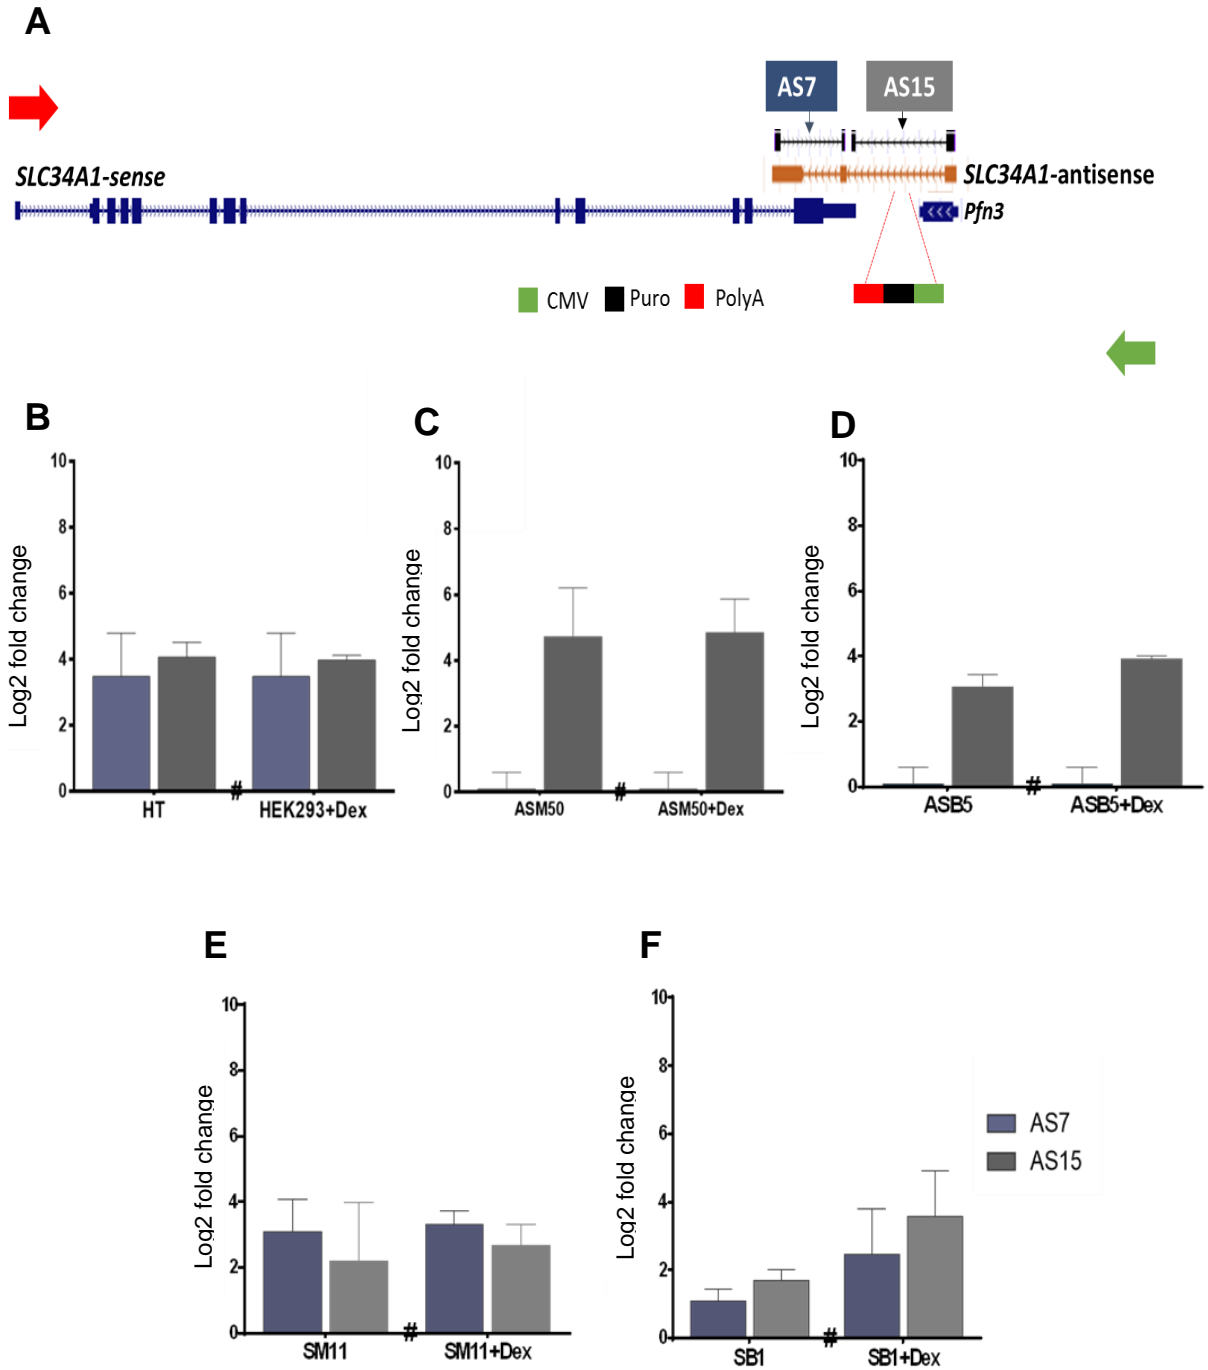 A
AS7
AS15
SLC34A1-sense
SLC34A1-antisense
Pfn3
CMV
Puro
PolyA
B
Log2 fold change
10
8
6
4
2
0
HT
#
HEK293+Dex
C
Log2 fold change
10
8
6
4
2
0
ASM50
#
ASM50+Dex
D
Log2 fold change
10
8
6
4
2
0
ASB5
#
ASB5+Dex
E
Log2 fold change
10
8
6
4
2
0
SM11
#
SM11+Dex
F
Log2 fold change
10
8
6
4
2
0
SB1
#
SB1+Dex
AS7
AS15